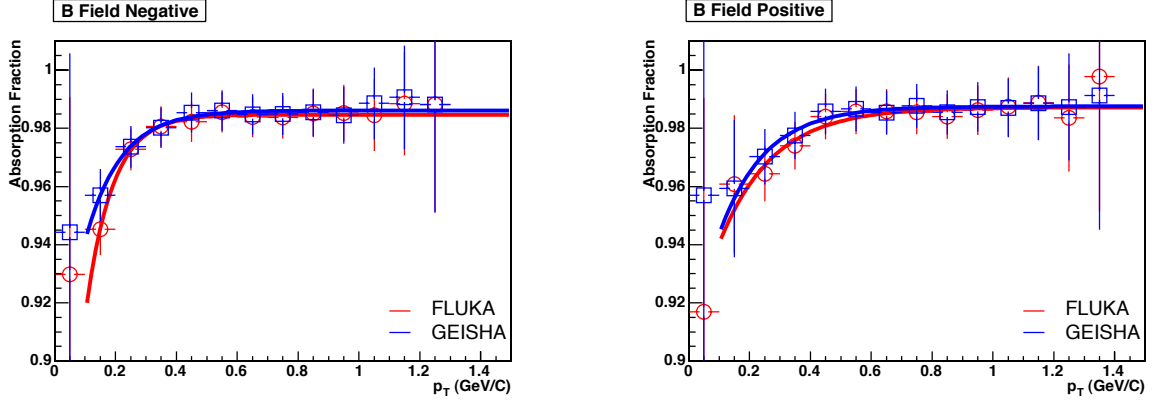 B Field Negative
Absorption Fraction
1
0.98
0.96
0.94
0.92
0.9
0 0.2 0.4 0.6 0.8 1 1.2 1.4
p_T (GeV/C)
FLUKA
GEISHA
B Field Positive
Absorption Fraction
1
0.98
0.96
0.94
0.92
0.9
0 0.2 0.4 0.6 0.8 1 1.2 1.4
p_T (GeV/C)
FLUKA
GEISHA